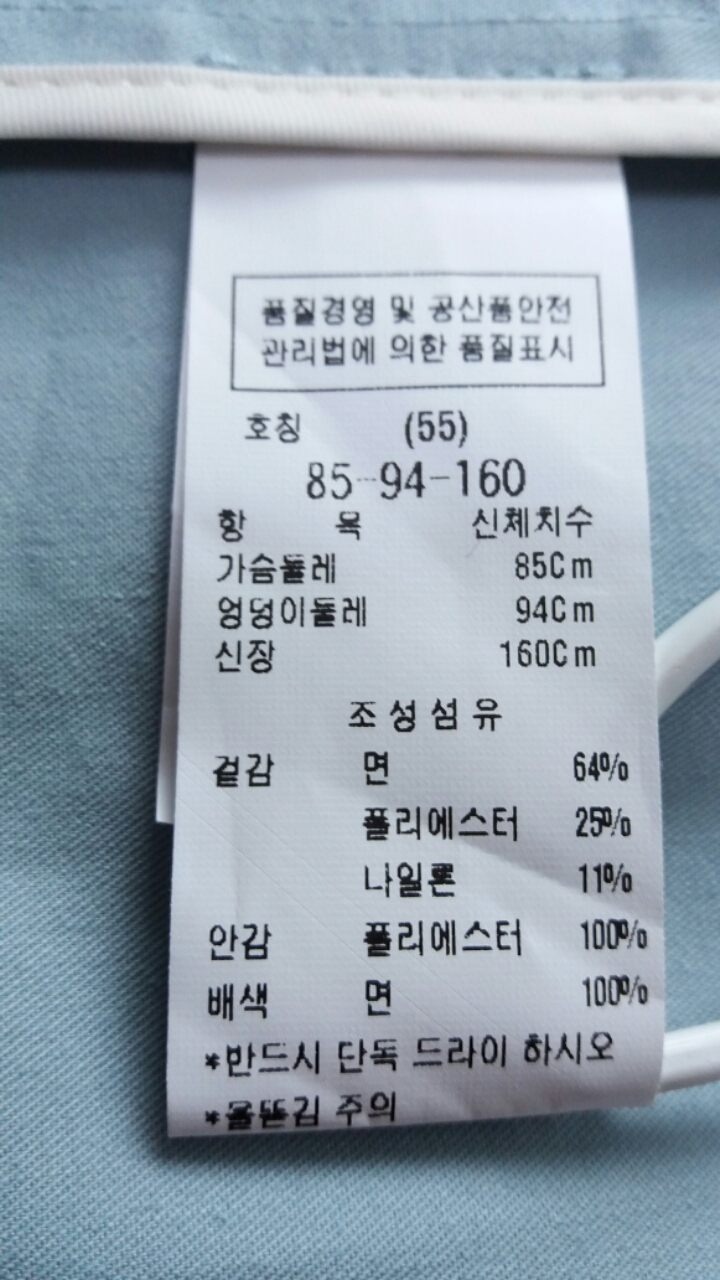 품질경영 및 공산품안전
관리법에 의한 품질표시
호칭 (55)
85-94-160
항 목 신체치수
가슴둘레 85Cm
엉덩이둘레 94Cm
신장 160Cm
조성섬유
겉감 면 64%
폴리에스터 25%
나일론 11%
안감 폴리에스터 100%
배색 면 100%
*반드시 단독 드라이 하시오
*올뜯김 주의